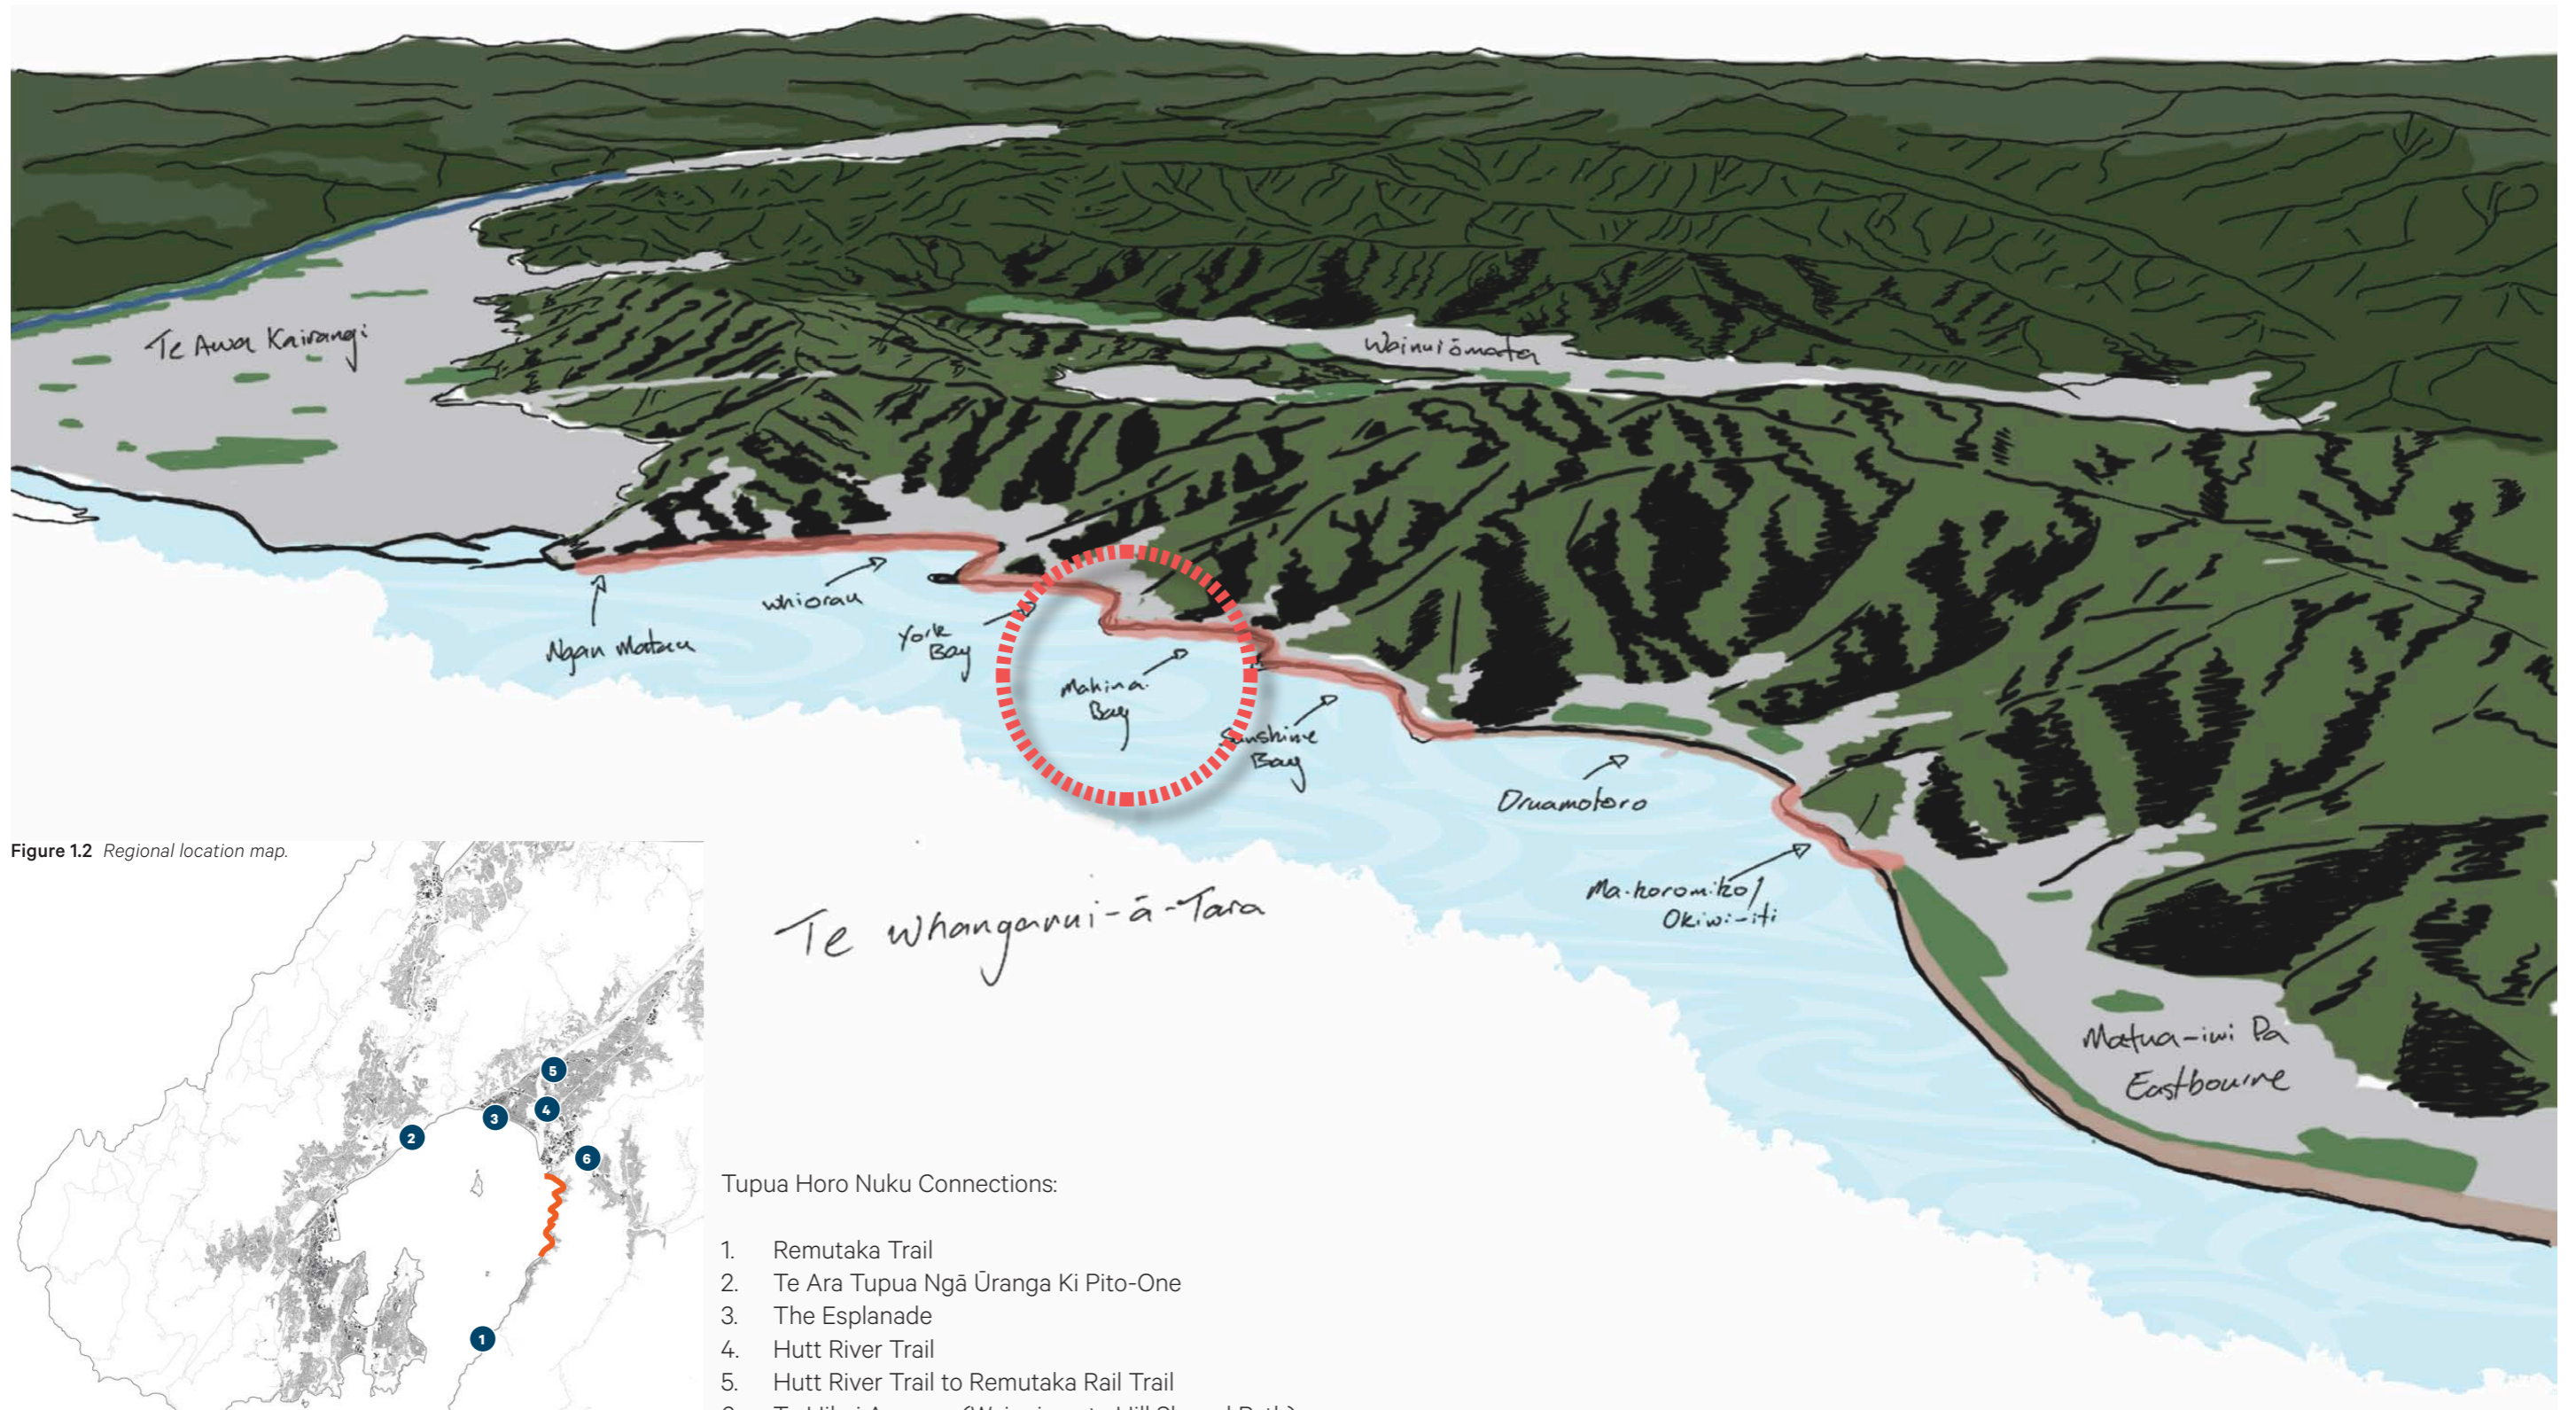 Te Awa Kairangi
Wainuiōmata
whiorau
Ngau Matau
York
Bay
Mahina
Bay
Sunshine
Bay
Oruamotoro
Ma-koromiko/
Okiwi-iti
Te whanganui-ā-Tara
Matua-iwi Pa
Eastbourne
Figure 1.2 Regional location map.
5
4
3
2
6
1
Tupua Horo Nuku Connections:
1. Remutaka Trail
2. Te Ara Tupua Ngā Ūranga Ki Pito-One
3. The Esplanade
4. Hutt River Trail
5. Hutt River Trail to Remutaka Rail Trail